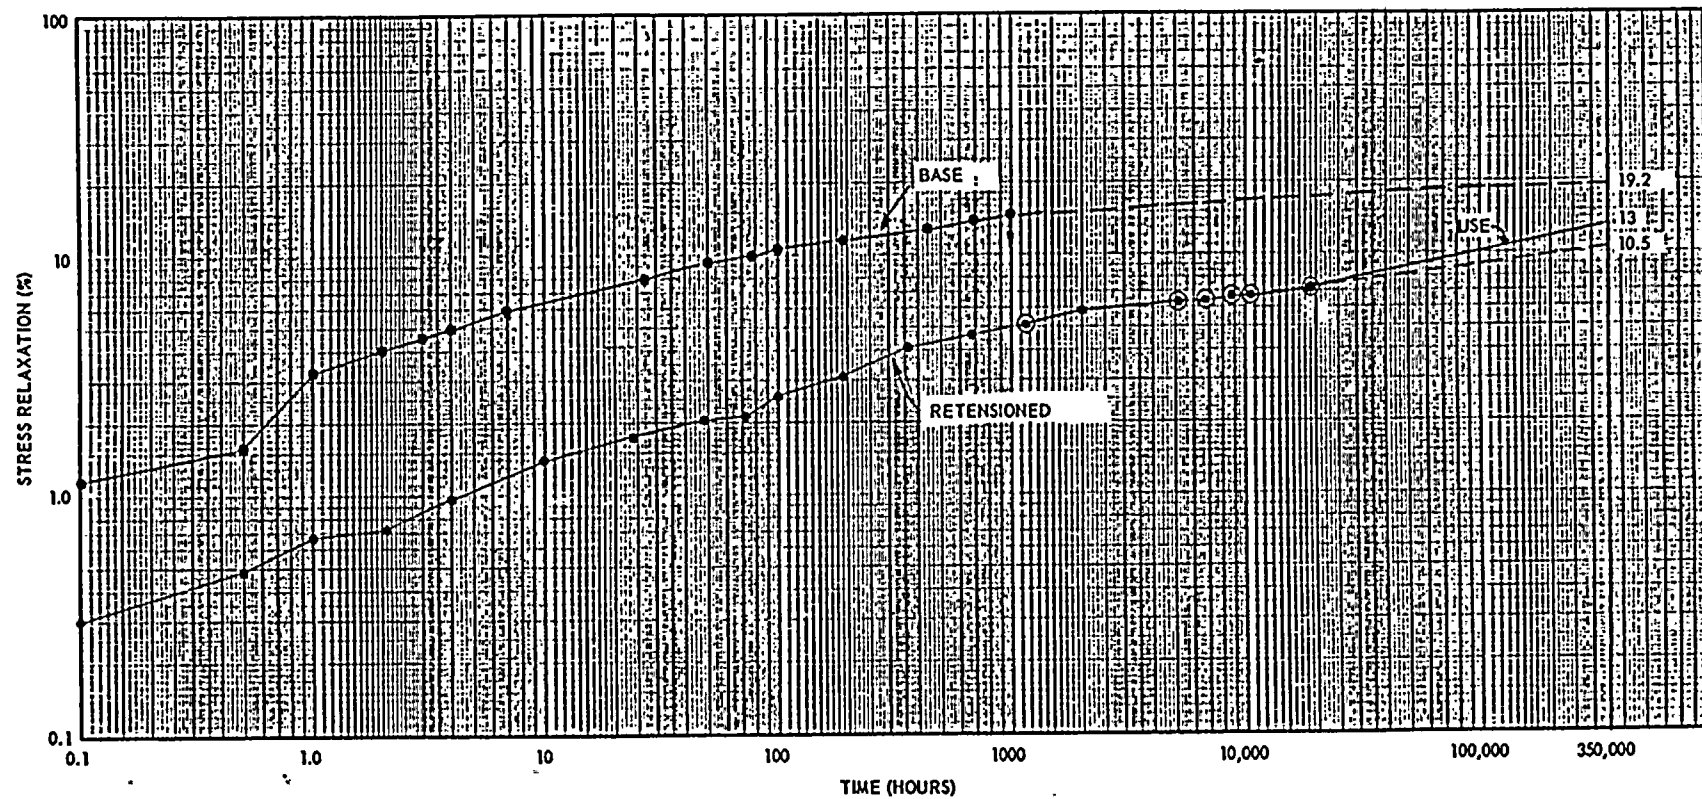 100
BASE
19.2
USE
13
10.5
10
RETENSIONED
STRESS RELAXATION (%)
1.0
0.1
0.1 1.0 10 100 1000 10,000 100,000 350,000
TIME (HOURS)